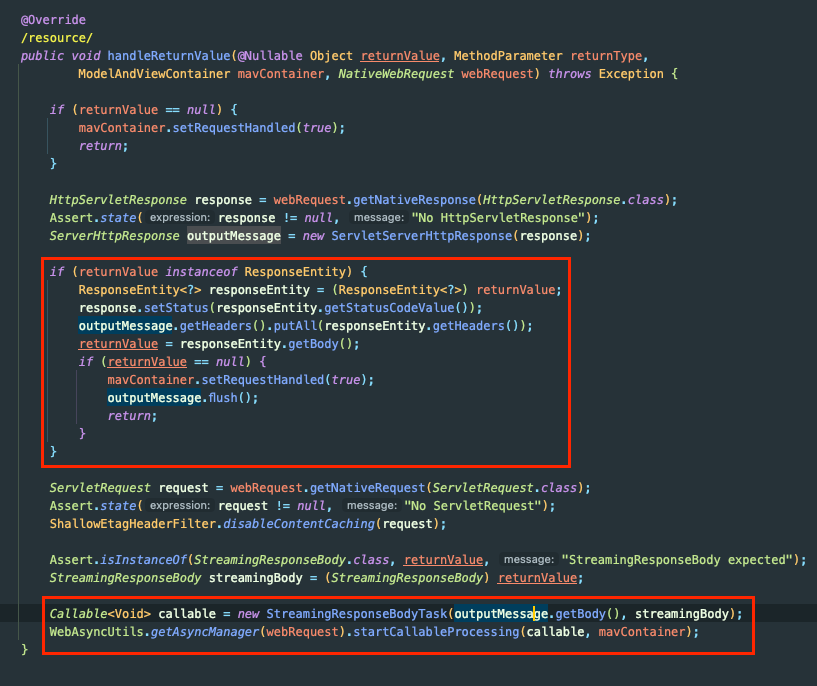 @Override
/resource/
public void handleReturnValue(@Nullable Object returnValue, MethodParameter returnType,
ModelAndViewContainer mavContainer, NativeWebRequest webRequest) throws Exception {
if (returnValue == null) {
mavContainer.setRequestHandled(true);
return;
}
HttpServletResponse response = webRequest.getNativeResponse(HttpServletResponse.class);
Assert.state( expression: response != null, message: "No HttpServletResponse");
ServerHttpResponse outputMessage = new ServletServerHttpResponse(response);
if (returnValue instanceof ResponseEntity) {
ResponseEntity<?> responseEntity = (ResponseEntity<?>) returnValue;
response.setStatus(responseEntity.getStatusCodeValue());
outputMessage.getHeaders().putAll(responseEntity.getHeaders());
returnValue = responseEntity.getBody();
if (returnValue == null) {
mavContainer.setRequestHandled(true);
outputMessage.flush();
return;
}
}
ServletRequest request = webRequest.getNativeRequest(ServletRequest.class);
Assert.state( expression: request != null, message: "No ServletRequest");
ShallowEtagHeaderFilter.disableContentCaching(request);
Assert.isInstanceOf(StreamingResponseBody.class, returnValue, message: "StreamingResponseBody expected");
StreamingResponseBody streamingBody = (StreamingResponseBody) returnValue;
Callable<Void> callable = new StreamingResponseBodyTask(outputMessage.getBody(), streamingBody);
WebAsyncUtils.getAsyncManager(webRequest).startCallableProcessing(callable, mavContainer);
}